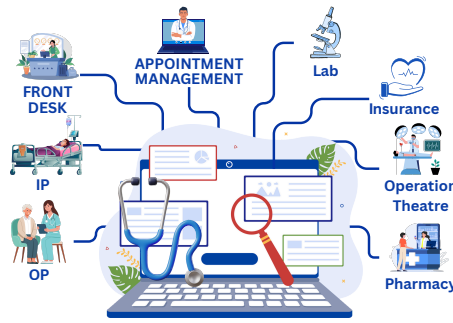 FRONT
DESK
APPOINTMENT
MANAGEMENT
Lab
Insurance
IP
Operation
Theatre
OP
Pharmacy